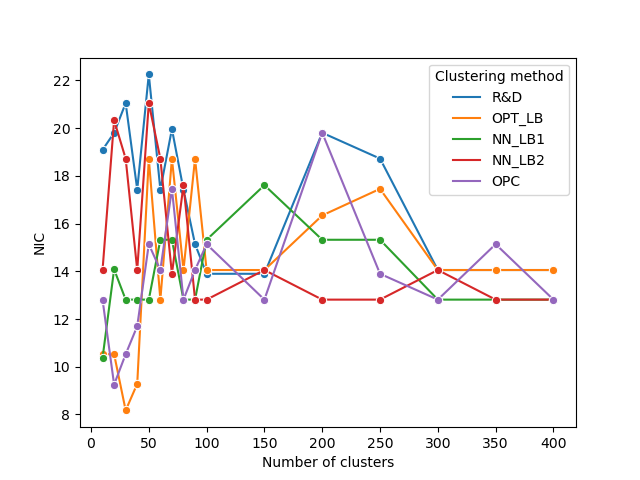 Clustering method
R&D
OPT_LB
NN_LB1
NN_LB2
OPC
NIC
22
20
18
16
14
12
10
8
0 50 100 150 200 250 300 350 400
Number of clusters